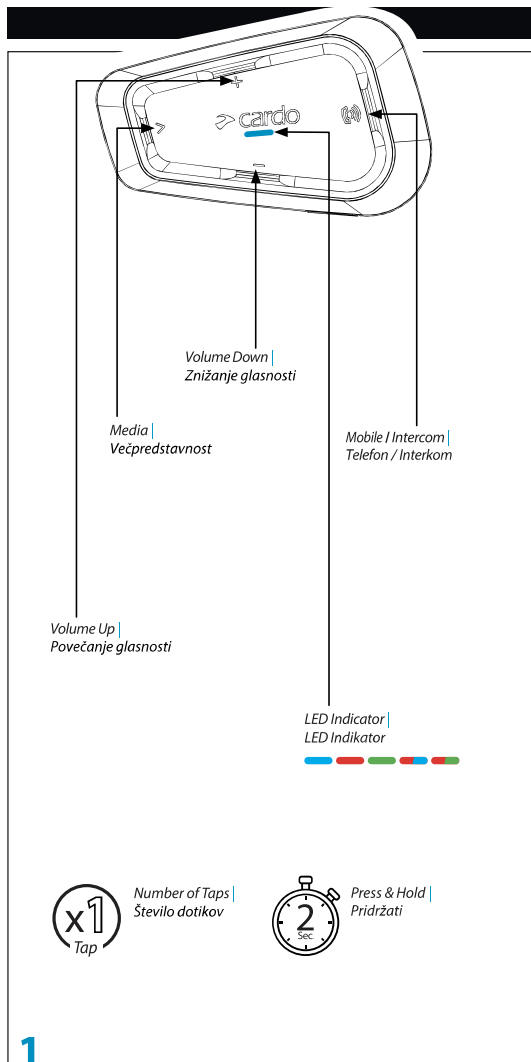 cardo
Volume Down |
Znižanje glasnosti
Media |
Večpredstavnost
Mobile / Intercom |
Telefon / Interkom
Volume Up |
Povečanje glasnosti
LED Indicator |
LED Indikator
x1
Tap
Number of Taps |
Število dotikov
2
Sec.
Press & Hold |
Pridržati
1